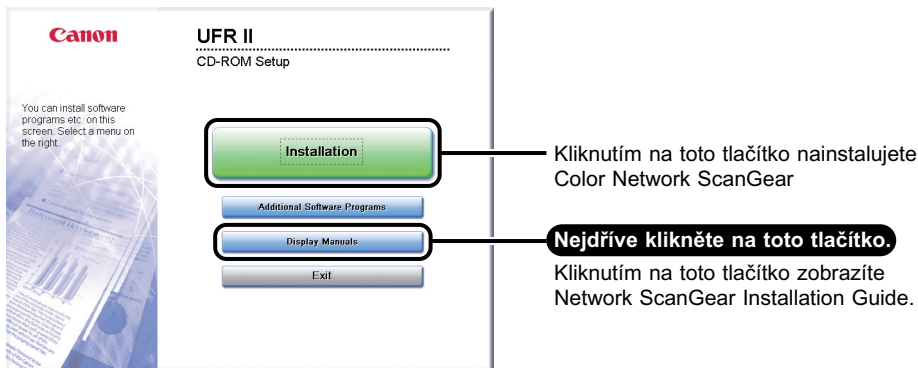 Canon
UFR II
CD-ROM Setup
You can install software
programs etc. on this
screen. Select a menu on
the right.
Installation
Additional Software Programs
Display Manuals
Exit
Kliknutím na toto tlačítko nainstalujete
Color Network ScanGear
Nejdříve klikněte na toto tlačítko.
Kliknutím na toto tlačítko zobrazíte
Network ScanGear Installation Guide.